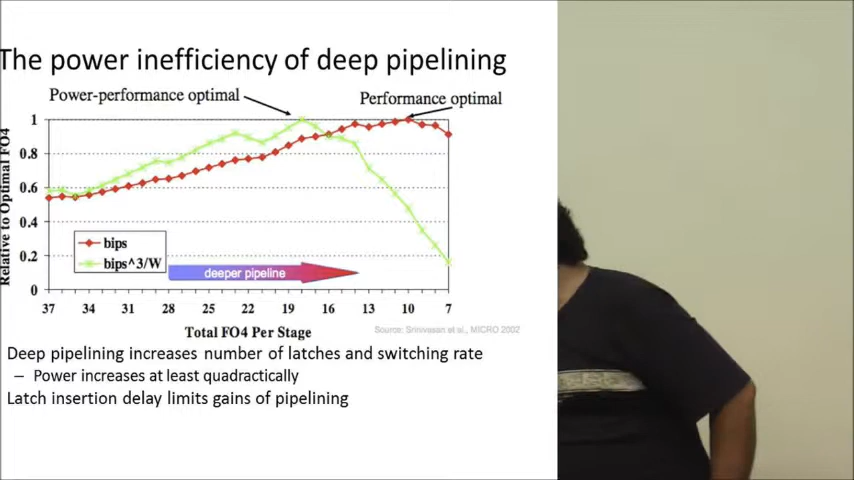 The power inefficiency of deep pipelining
Power-performance optimal
Performance optimal
Relative to Optimal FO4
1
0.8
0.6
0.4
0.2
0
bips
bips^3/W
deeper pipeline
37 34 31 28 25 22 19 16 13 10 7
Total FO4 Per Stage
Source: Srinivasan et al., MICRO 2002
Deep pipelining increases number of latches and switching rate
– Power increases at least quadractically
Latch insertion delay limits gains of pipelining